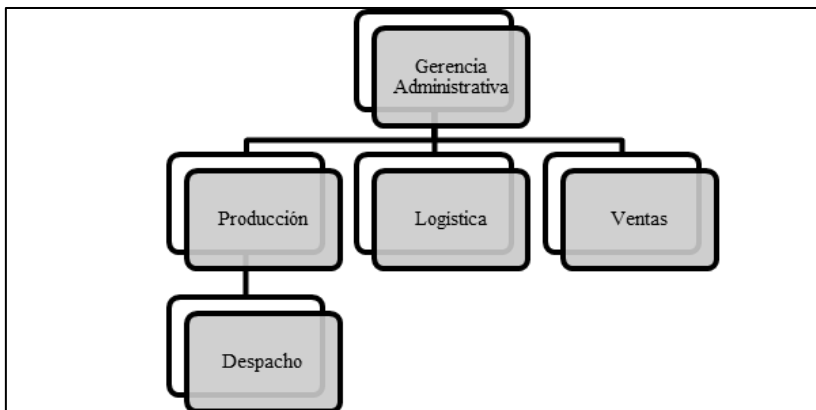 Gerencia
Administrativa
Producción
Logistica
Ventas
Despacho